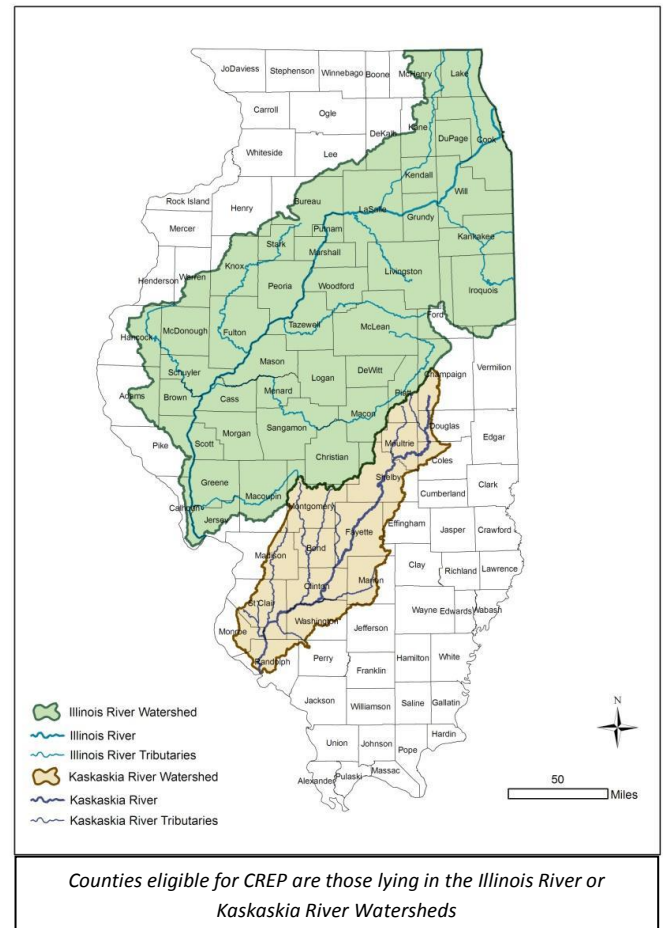 JoDaviess Stephenson Winnebago Boone McHenry Lake
Carroll Ogle DeKalb Kane DuPage Cook
Whiteside Lee Kendall Will
Rock Island Henry Bureau LaSalle Grundy
Mercer Putnam Kankakee
Stark Marshall Livingston
Henderson Warren Knox Peoria Woodford Iroquois
Ford
Hancock McDonough Fulton Tazewell McLean
Mason
Schuyler Logan DeWitt Champaign Vermilion
Adams Brown Cass Menard Piatt
Macon Douglas
Pike Scott Morgan Sangamon Moultrie Edgar
Christian Coles
Greene Shelby Clark
Macoupin Cumberland
Calhoun Montgomery
Jersey Fayette Effingham Jasper Crawford
Madison Bond
Clay Richland Lawrence
Clinton Marion
St Clair Wayne Edwards Wabash
Monroe Washington Jefferson
Randolph Perry Hamilton White
Franklin
Jackson Williamson Saline Gallatin
Union Johnson Pope Hardin
Alexander Pulaski Massac
Illinois River Watershed
Illinois River
Illinois River Tributaries
Kaskaskia River Watershed
Kaskaskia River
Kaskaskia River Tributaries
N
50
Miles
Counties eligible for CREP are those lying in the Illinois River or
Kaskaskia River Watersheds